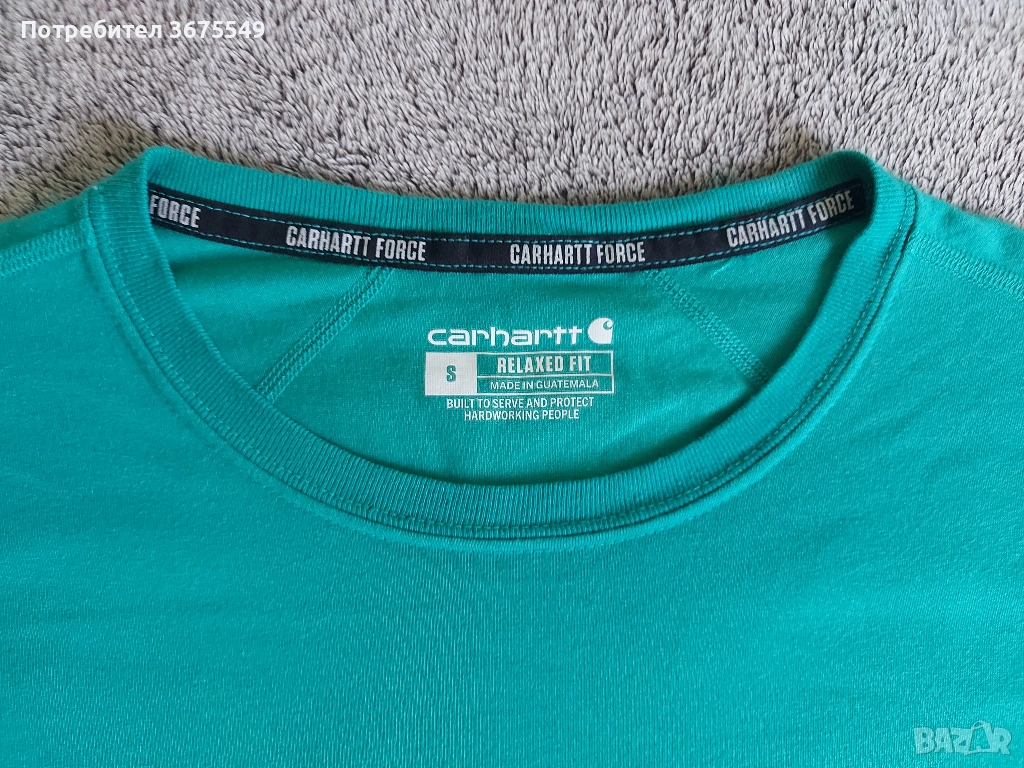 Потребител 3675549
FORCE CARHARTT FORCE CARHARTT FORCE CARHARTT FORCE
carhartt
S RELAXED FIT
MADE IN GUATEMALA
BUILT TO SERVE AND PROTECT
HARDWORKING PEOPLE
BAZAR